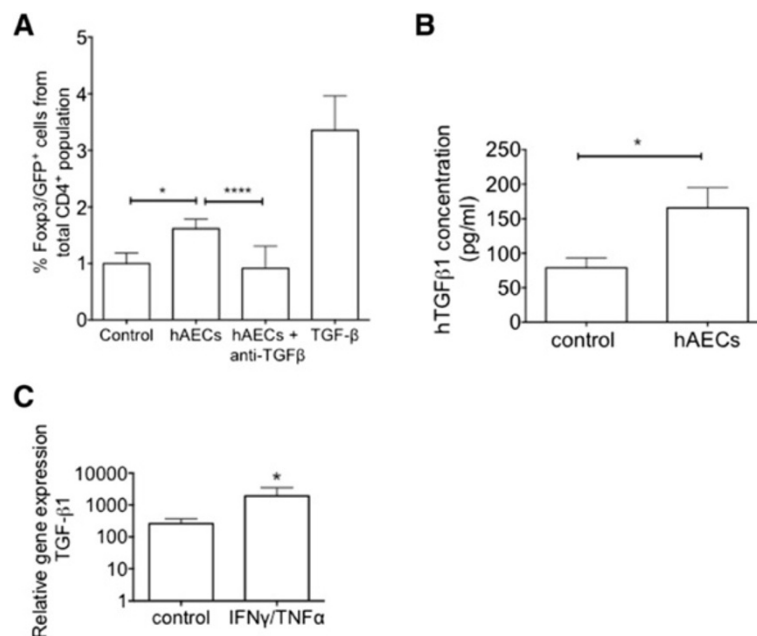 A
% Foxp3/GFP⁺ cells from
total CD4⁺ population
5
4
3
2
1
0
*
****
Control
hAECs
hAECs +
anti-TGFβ
TGF-β
B
hTGFβ1 concentration
(pg/ml)
250
200
150
100
50
0
*
control
hAECs
C
Relative gene expression
TGF-β1
10000
1000
100
10
1
*
control
IFNγ/TNFα